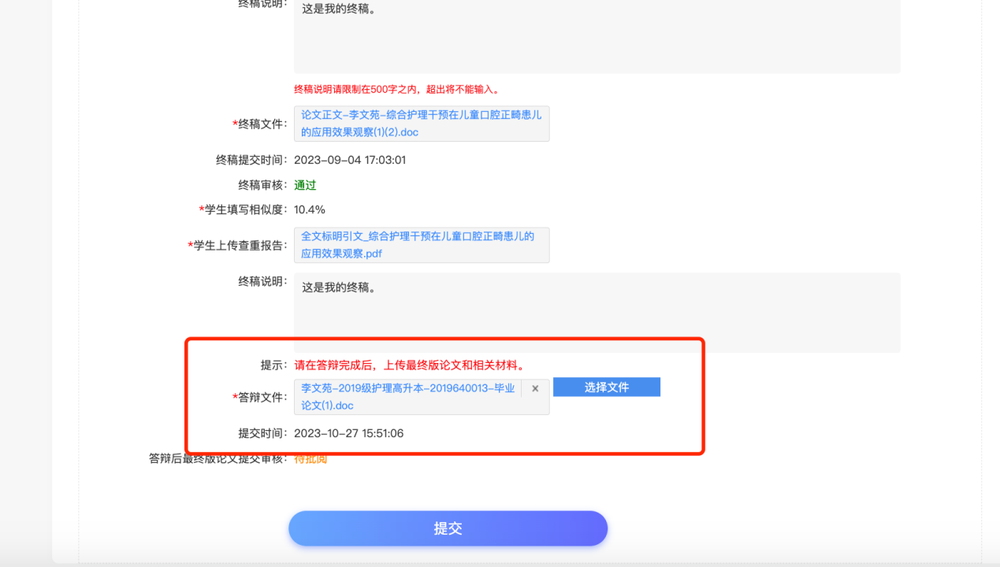 终稿说明：
这是我的终稿。
终稿说明请限制在500字之内，超出将不能输入。
*终稿文件：
论文正文-李文苑-综合护理干预在儿童口腔正畸患儿
的应用效果观察(1)(2).doc
终稿提交时间：2023-09-04 17:03:01
终稿审核：通过
*学生填写相似度：10.4%
*学生上传查重报告：
全文标明引文_综合护理干预在儿童口腔正畸患儿的
应用效果观察.pdf
终稿说明：
这是我的终稿。
提示：请在答辩完成后，上传最终版论文和相关材料。
*答辩文件：
李文苑-2019级护理高升本-2019640013-毕业 × 选择文件
论文(1).doc
提交时间：2023-10-27 15:51:06
答辩后最终版论文提交审核：待批阅
提交